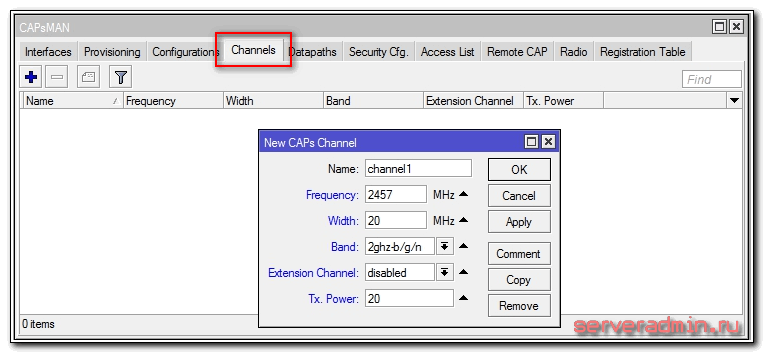 CAPsMAN
Interfaces Provisioning Configurations Channels Datapaths Security Cfg. Access List Remote CAP Radio Registration Table
Find
Name Frequency Width Band Extension Channel Tx. Power
New CAPs Channel
Name: channel1 OK
Frequency: 2457 MHz Cancel
Width: 20 MHz Apply
Band: 2ghz-b/g/n Comment
Extension Channel: disabled Copy
Tx. Power: 20 Remove
0 items
serveradmin.ru